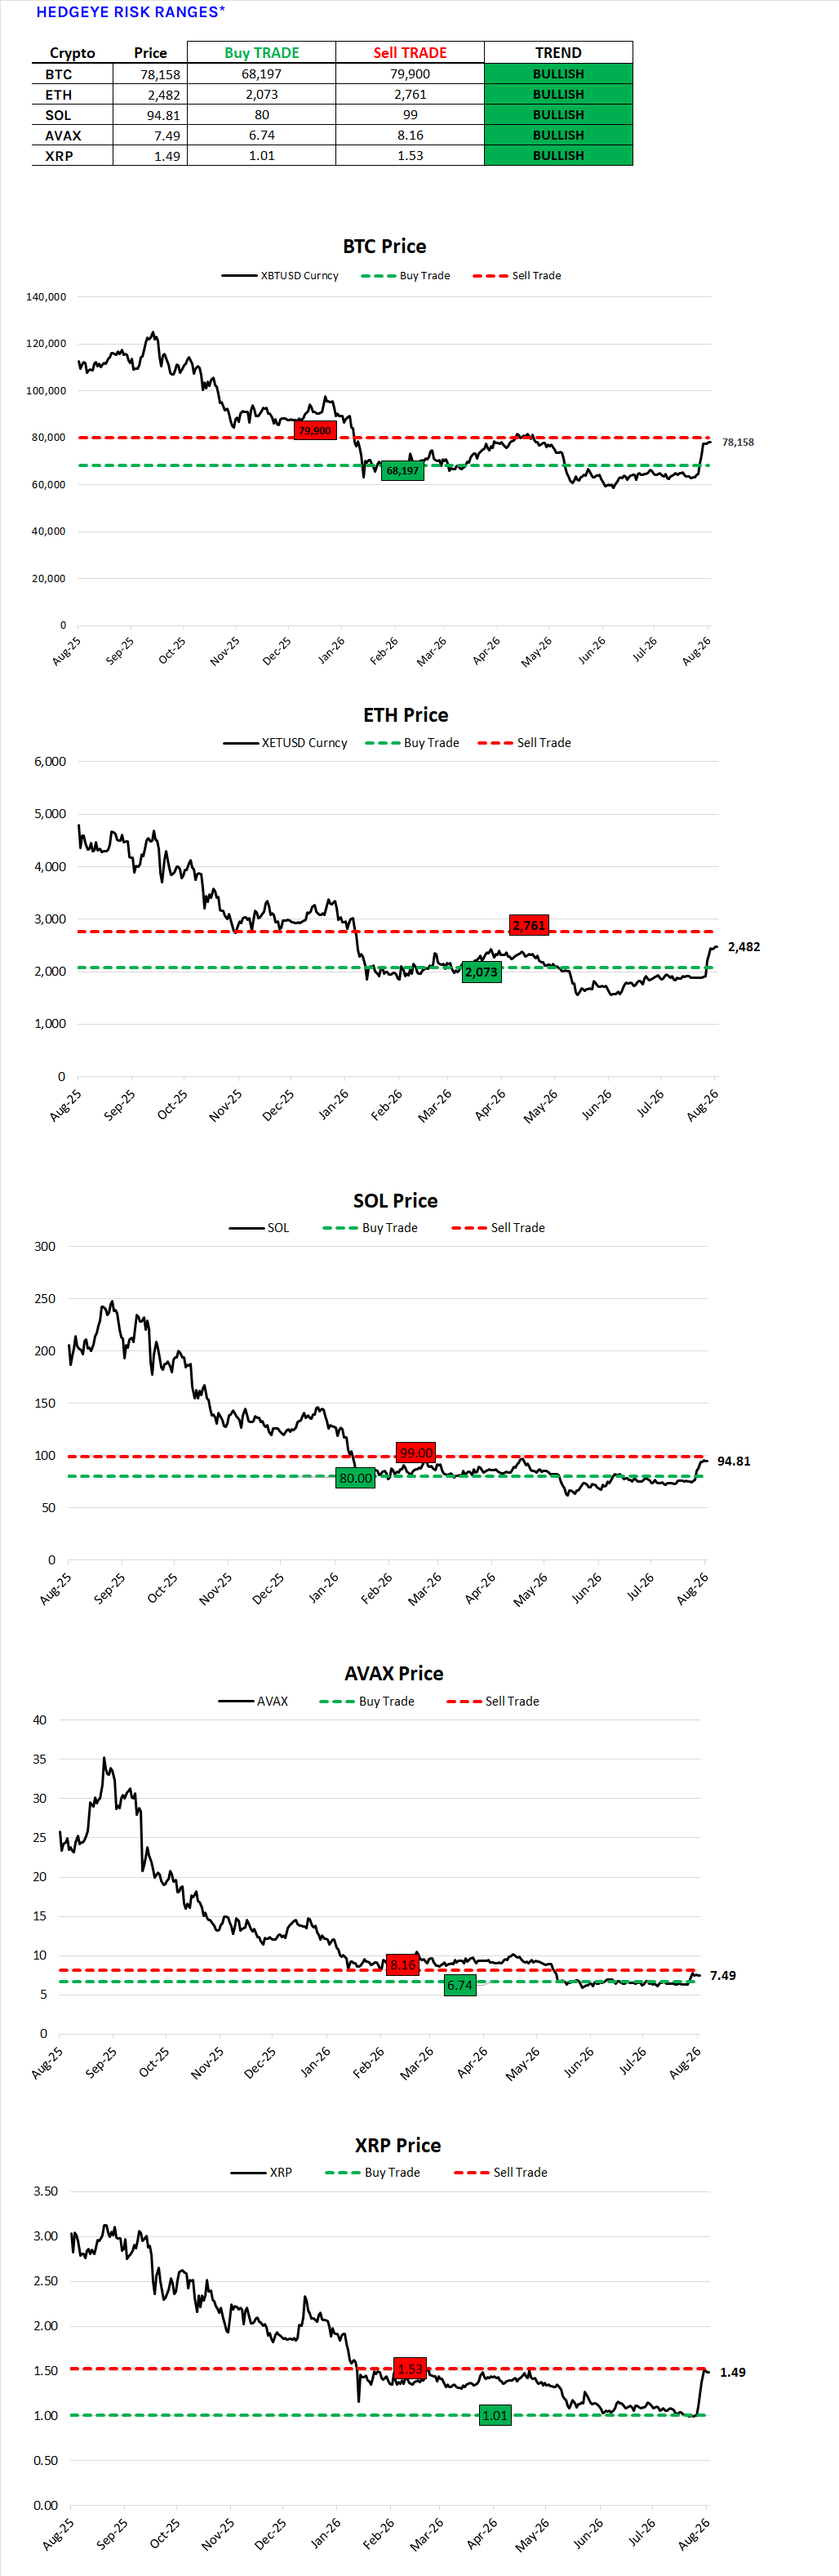 HEDGEYE RISK RANGES*
Crypto Price Buy TRADE Sell TRADE TREND
BTC 78,158 68,197 79,900 BULLISH
ETH 2,482 2,073 2,761 BULLISH
SOL 94.81 80 99 BULLISH
AVAX 7.49 6.74 8.16 BULLISH
XRP 1.49 1.01 1.53 BULLISH
BTC Price
XBTUSD Curncy Buy Trade Sell Trade
140,000
120,000
100,000
80,000
79,900
78,158
68,197
60,000
40,000
20,000
0
Aug-25 Sep-25 Oct-25 Nov-25 Dec-25 Jan-26 Feb-26 Mar-26 Apr-26 May-26 Jun-26 Jul-26 Aug-26
ETH Price
XETUSD Curncy Buy Trade Sell Trade
6,000
5,000
4,000
3,000
2,761
2,482
2,073
2,000
1,000
0
Aug-25 Sep-25 Oct-25 Nov-25 Dec-25 Jan-26 Feb-26 Mar-26 Apr-26 May-26 Jun-26 Jul-26 Aug-26
SOL Price
SOL Buy Trade Sell Trade
300
250
200
150
100
99.00
94.81
80.00
50
0
Aug-25 Sep-25 Oct-25 Nov-25 Dec-25 Jan-26 Feb-26 Mar-26 Apr-26 May-26 Jun-26 Jul-26 Aug-26
AVAX Price
AVAX Buy Trade Sell Trade
40
35
30
25
20
15
10
8.16
7.49
6.74
5
0
Aug-25 Sep-25 Oct-25 Nov-25 Dec-25 Jan-26 Feb-26 Mar-26 Apr-26 May-26 Jun-26 Jul-26 Aug-26
XRP Price
XRP Buy Trade Sell Trade
3.50
3.00
2.50
2.00
1.50
1.53
1.49
1.00
1.01
0.50
0.00
Aug-25 Sep-25 Oct-25 Nov-25 Dec-25 Jan-26 Feb-26 Mar-26 Apr-26 May-26 Jun-26 Jul-26 Aug-26